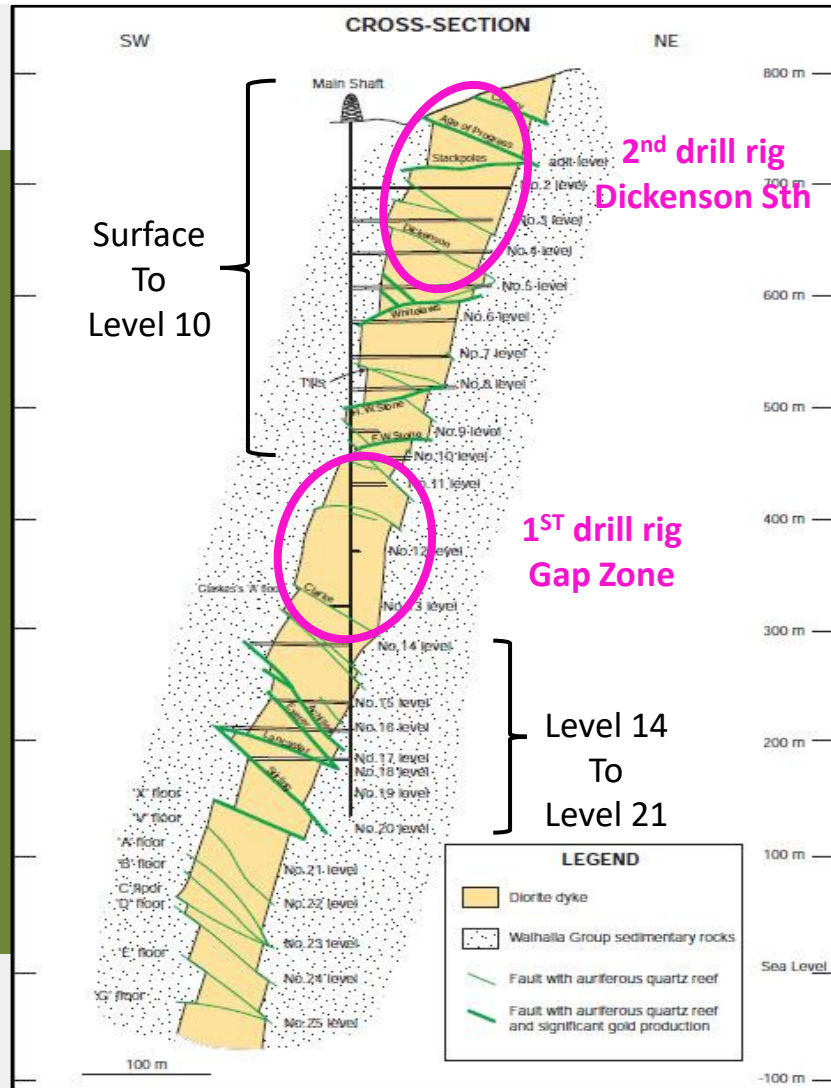 CROSS-SECTION
SW
NE
Main Shaft
800 m
Age of Progress
Stackpoles
adit level
2nd drill rig
Dickenson Sth
700 m
No.2 level
No.3 level
Dickenson
No.4 level
Surface
To
Level 10
No.5 level
600 m
Whitelaws
No.6 level
No.7 level
No.8 level
500 m
H.W.Stone
No.9 level
F.W.Stone
No.10 level
No.11 level
400 m
1ST drill rig
Gap Zone
No.12 level
Clarke
'A' floor
No.13 level
300 m
No.14 level
No.15 level
No.16 level
Lancaster
Level 14
To
Level 21
200 m
No.17 level
No.18 level
'X' floor
No.19 level
'V' floor
No.20 level
'A' floor
100 m
'B' floor
No.21 level
'C' floor
'D' floor
No.22 level
No.23 level
'E' floor
Sea Level
No.24 level
'G' floor
No.25 level
100 m
-100 m
LEGEND
Diorite dyke
Walhalla Group sedimentary rocks
Fault with auriferous quartz reef
Fault with auriferous quartz reef
and significant gold production